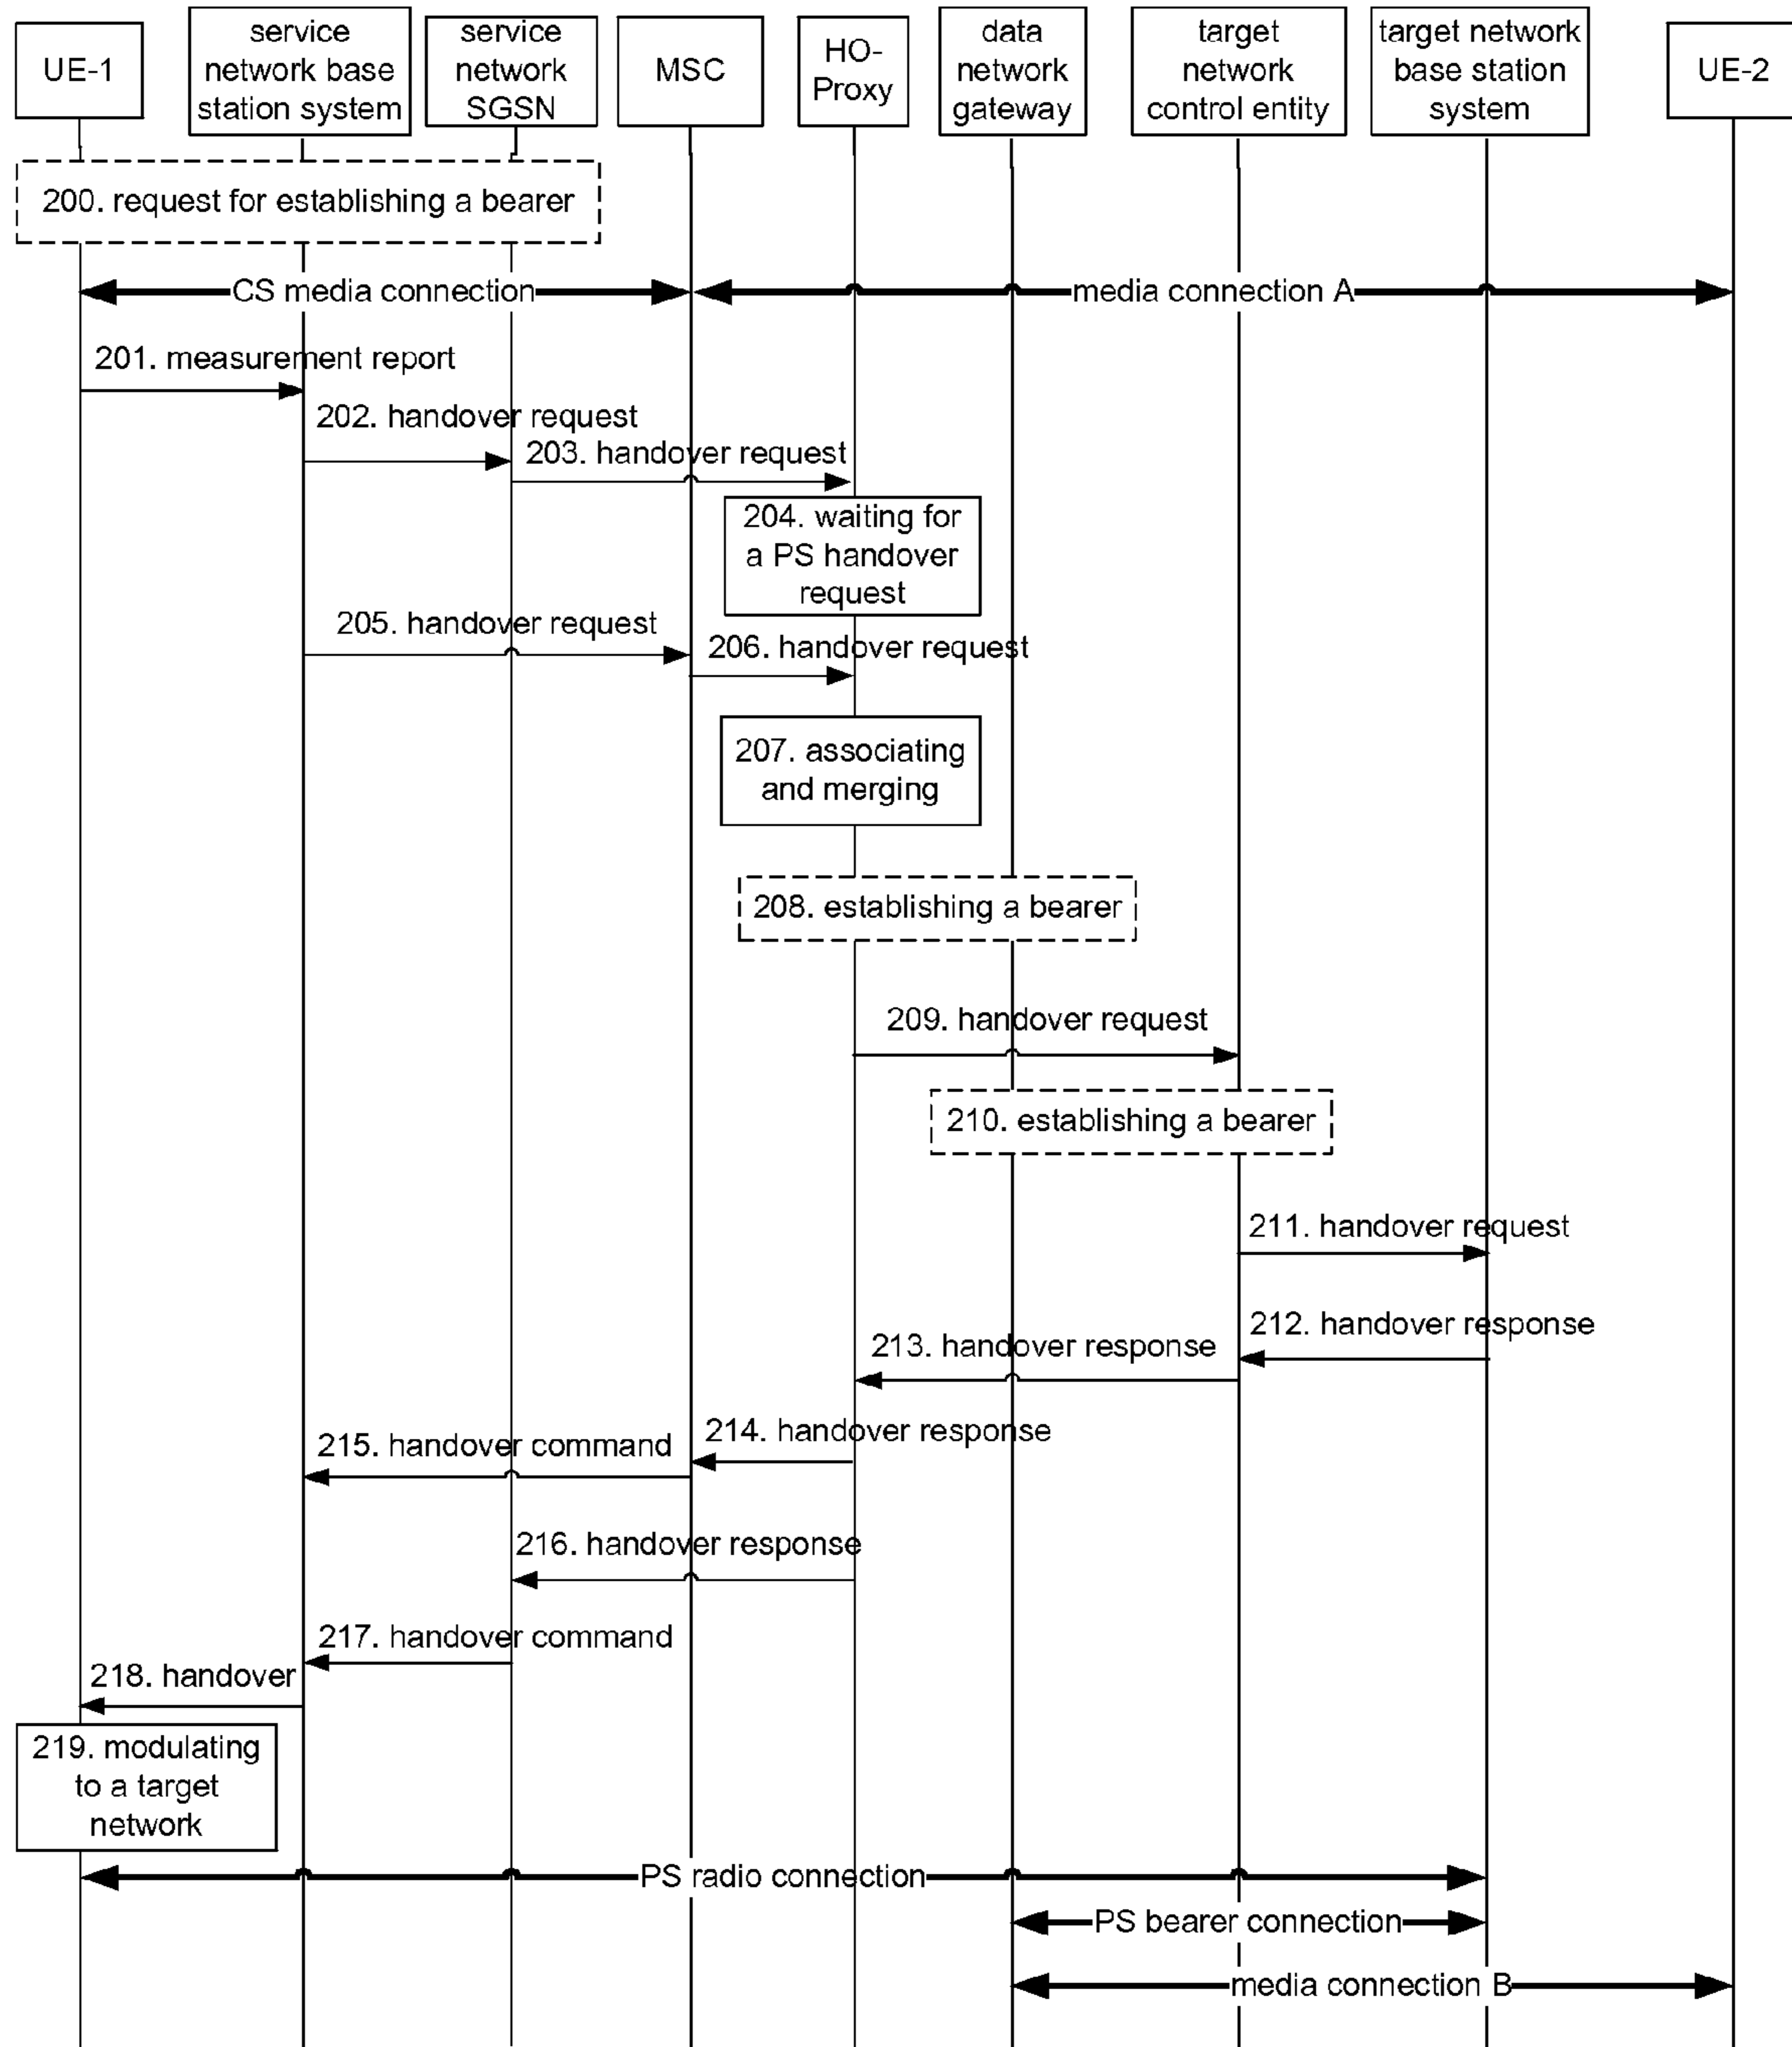 UE-1
service
network base
station system
service
network
SGSN
MSC
HO-
Proxy
data
network
gateway
target
network
control entity
target network
base station
system
UE-2
200. request for establishing a bearer
CS media connection
media connection A
201. measurement report
202. handover request
203. handover request
204. waiting for
a PS handover
request
205. handover request
206. handover request
207. associating
and merging
208. establishing a bearer
209. handover request
210. establishing a bearer
211. handover request
212. handover response
213. handover response
214. handover response
215. handover command
216. handover response
217. handover command
218. handover
219. modulating
to a target
network
PS radio connection
PS bearer connection
media connection B